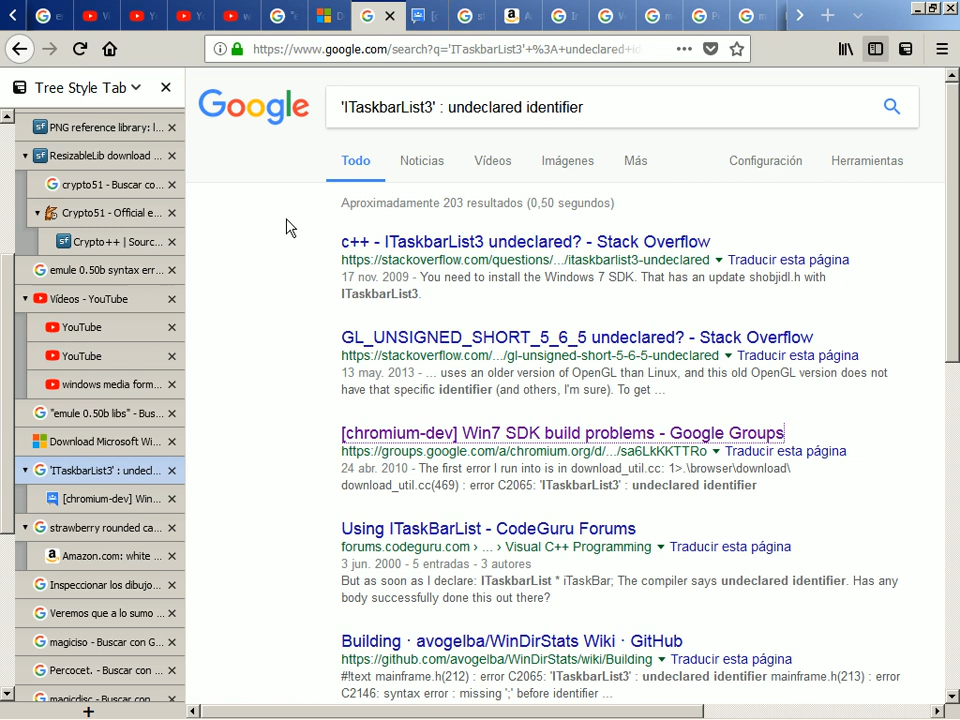 https://www.google.com/search?q='ITaskbarList3'+%3A+undeclared+id
Tree Style Tab
PNG reference library: l...
ResizableLib download ...
crypto51 - Buscar co...
Crypto51 - Official e...
Crypto++ | Sourc...
emule 0.50b syntax err...
Vídeos - YouTube
YouTube
YouTube
windows media form...
"emule 0.50b libs" - Bus...
Download Microsoft Wi...
'ITaskbarList3' : undecl...
[chromium-dev] Win...
strawberry rounded ca...
Amazon.com: white ...
Inspeccionar los dibujo...
Veremos que a lo sumo ...
magiciso - Buscar con G...
Percocet. - Buscar con ...
magicdisc - Buscar con...
Google
'ITaskbarList3' : undeclared identifier
Todo Noticias Vídeos Imágenes Más Configuración Herramientas
Aproximadamente 203 resultados (0,50 segundos)
c++ - ITaskbarList3 undeclared? - Stack Overflow
https://stackoverflow.com/questions/.../itaskbarlist3-undeclared ▼ Traducir esta página
17 nov. 2009 - You need to install the Windows 7 SDK. That has an update shobjidl.h with
ITaskbarList3.
GL_UNSIGNED_SHORT_5_6_5 undeclared? - Stack Overflow
https://stackoverflow.com/.../gl-unsigned-short-5-6-5-undeclared ▼ Traducir esta página
13 may. 2013 - ... uses an older version of OpenGL than Linux, and this old OpenGL version does not
have that specific identifier (and others, I'm sure). To get ...
[chromium-dev] Win7 SDK build problems - Google Groups
https://groups.google.com/a/chromium.org/d/.../sa6LkKKTTRo ▼ Traducir esta página
24 abr. 2010 - The first error I run into is in download_util.cc: 1>.\browser\download\
download_util.cc(469) : error C2065: 'ITaskbarList3' : undeclared identifier
Using ITaskBarList - CodeGuru Forums
forums.codeguru.com › ... › Visual C++ Programming ▼ Traducir esta página
3 jun. 2000 - 5 entradas - 3 autores
But as soon as I declare: ITaskbarList * iTaskBar; The compiler says undeclared identifier. Has any
body successfully done this out there?
Building · avogelba/WinDirStats Wiki · GitHub
https://github.com/avogelba/WinDirStats/wiki/Building ▼ Traducir esta página
#!text mainframe.h(212) : error C2065: 'ITaskbarList3' : undeclared identifier mainframe.h(213) : error
C2146: syntax error : missing ';' before identifier ...